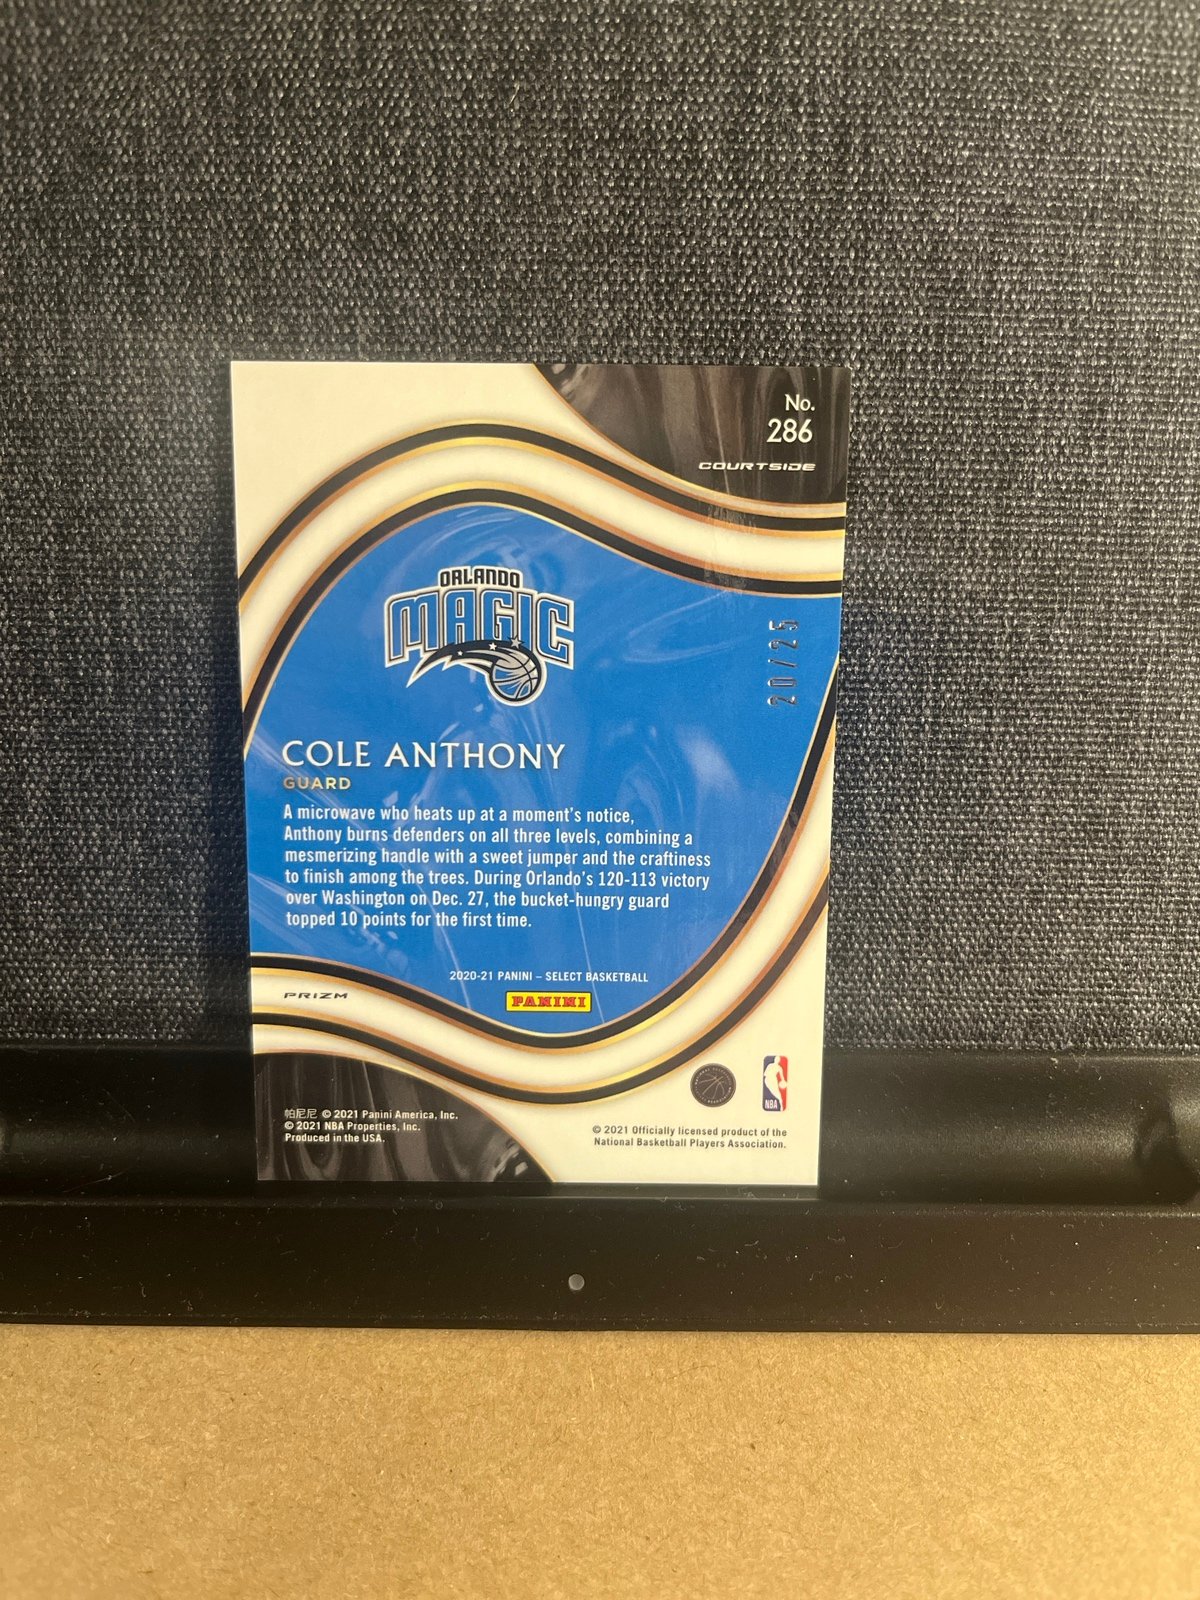 No.
286
COURTSIDE
ORLANDO
MAGIC
20/25
COLE ANTHONY
GUARD
A microwave who heats up at a moment's notice,
Anthony burns defenders on all three levels, combining a
mesmerizing handle with a sweet jumper and the craftiness
to finish among the trees. During Orlando's 120-113 victory
over Washington on Dec. 27, the bucket-hungry guard
topped 10 points for the first time.
2020-21 PANINI – SELECT BASKETBALL
PANINI
PRIZM
NBA
帕尼尼 © 2021 Panini America, Inc.
© 2021 NBA Properties, Inc.
Produced in the USA.
© 2021 Officially licensed product of the
National Basketball Players Association.